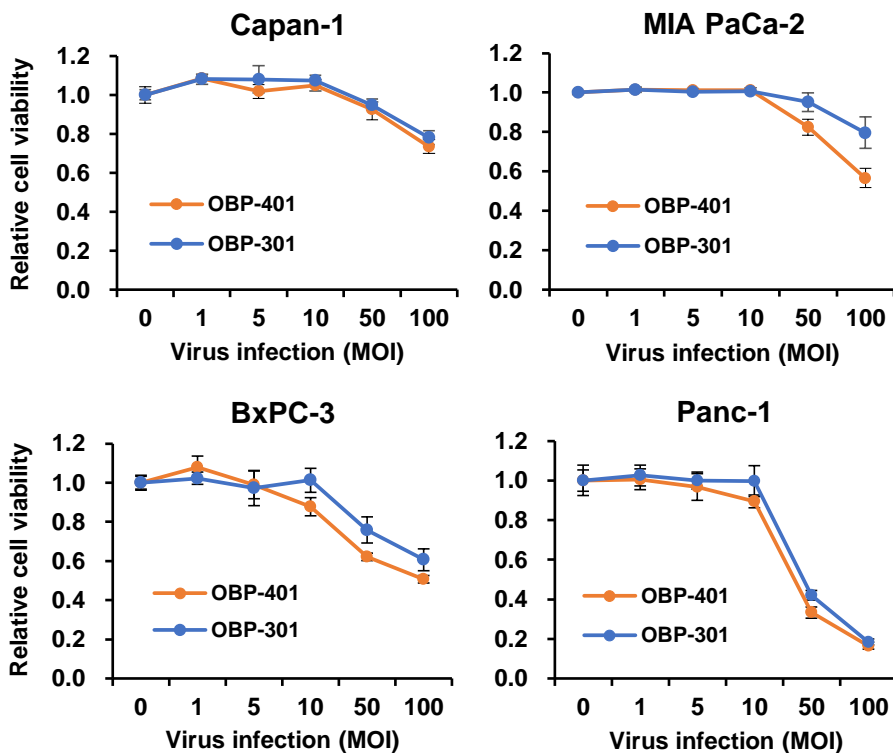 Capan-1
Relative cell viability
1.2
1.0
0.8
0.6
0.4
0.2
0.0
OBP-401
OBP-301
0 1 5 10 50 100
Virus infection (MOI)
MIA PaCa-2
1.2
1.0
0.8
0.6
0.4
0.2
0.0
OBP-401
OBP-301
0 1 5 10 50 100
Virus infection (MOI)
BxPC-3
Relative cell viability
1.2
1.0
0.8
0.6
0.4
0.2
0.0
OBP-401
OBP-301
0 1 5 10 50 100
Virus infection (MOI)
Panc-1
1.2
1.0
0.8
0.6
0.4
0.2
0.0
OBP-401
OBP-301
0 1 5 10 50 100
Virus infection (MOI)